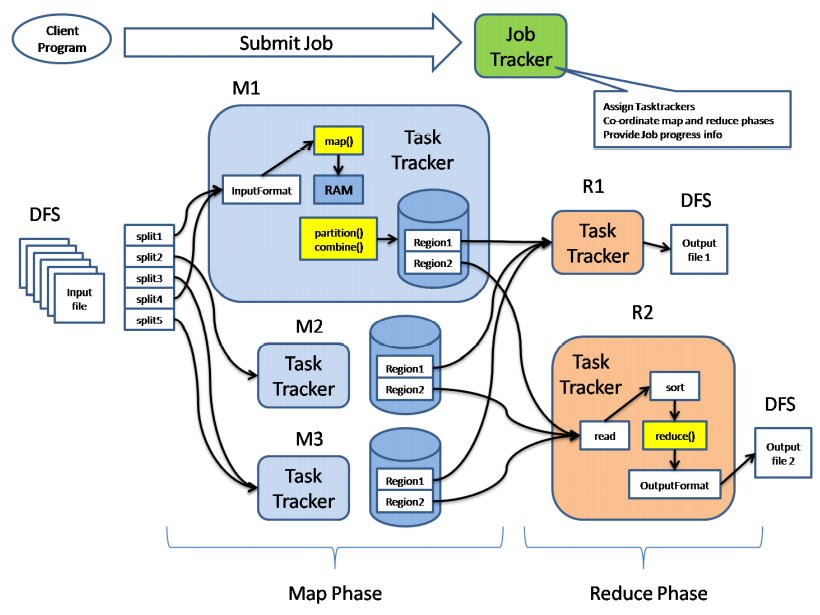 Client
Program
Submit Job
Job
Tracker
Assign Tasktrackers
Co-ordinate map and reduce phases
Provide Job progress info
M1
Task
Tracker
map()
InputFormat
RAM
partition()
combine()
Region1
Region2
DFS
Input
file
split1
split2
split3
split4
split5
M2
Task
Tracker
Region1
Region2
M3
Task
Tracker
Region1
Region2
R1
Task
Tracker
DFS
Output
file 1
R2
Task
Tracker
sort
read
reduce()
OutputFormat
DFS
Output
file 2
Map Phase
Reduce Phase